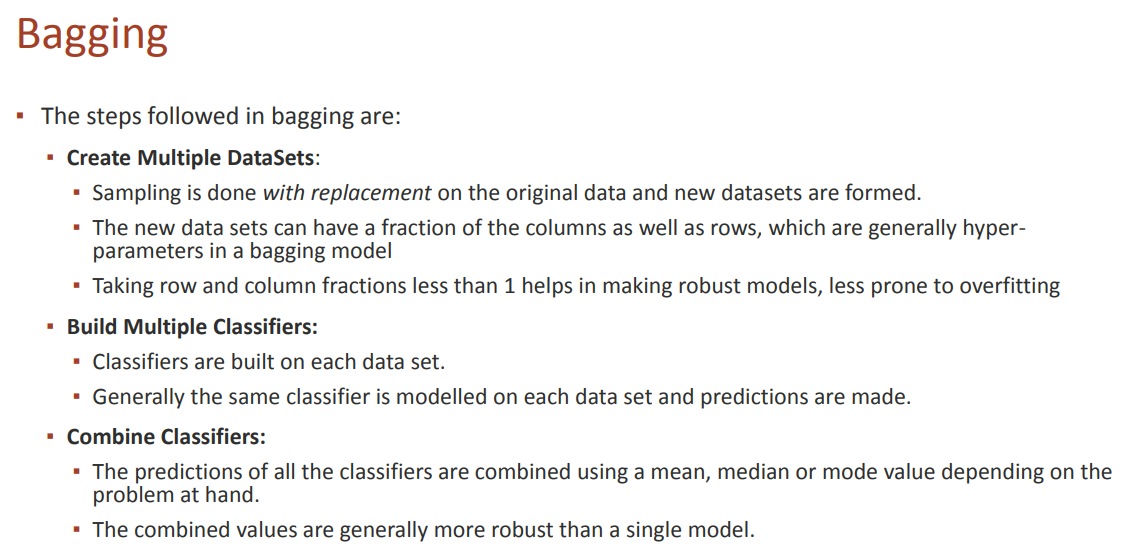 Bagging
The steps followed in bagging are:
Create Multiple DataSets:
Sampling is done with replacement on the original data and new datasets are formed.
The new data sets can have a fraction of the columns as well as rows, which are generally hyper-
parameters in a bagging model
Taking row and column fractions less than 1 helps in making robust models, less prone to overfitting
Build Multiple Classifiers:
Classifiers are built on each data set.
Generally the same classifier is modelled on each data set and predictions are made.
Combine Classifiers:
The predictions of all the classifiers are combined using a mean, median or mode value depending on the
problem at hand.
The combined values are generally more robust than a single model.